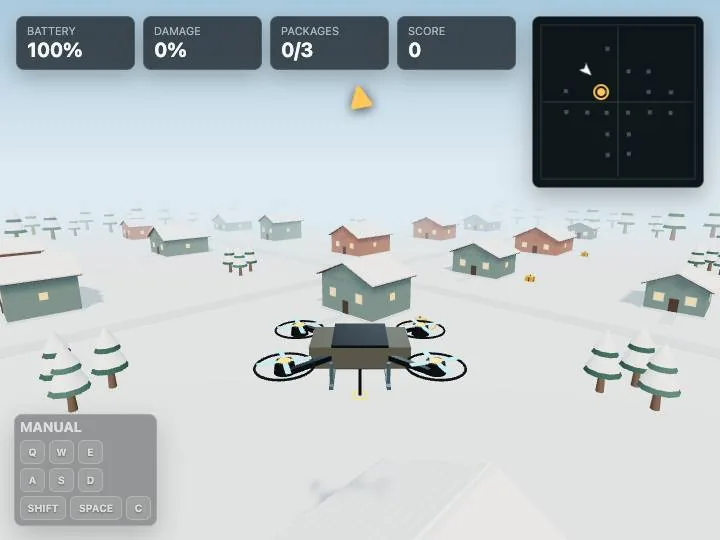 BATTERY
100%
DAMAGE
0%
PACKAGES
0/3
SCORE
0
MANUAL
Q W E
A S D
SHIFT SPACE C